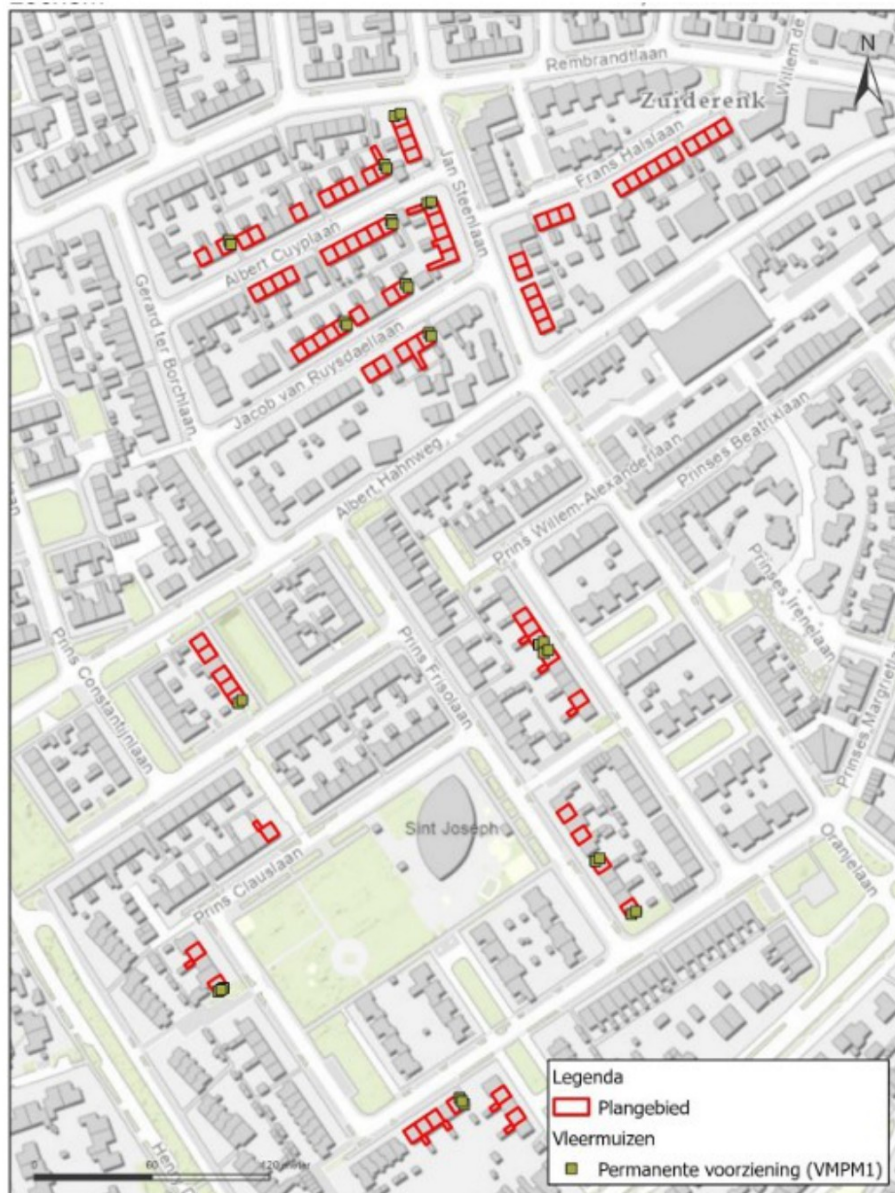 Rembrandtlaan
Willem de
N
Zuiderenk
Frans Halslaan
Jan Steenlaan
Albert Cuyplaan
Gerard ter Borchlaan
Jacob van Ruysdaellaan
Albert Hahnweg
Prins Willem-Alexanderlaan
Prinses Beatrixlaan
Prinses Irenelaan
Prins Constantijnlaan
Prins Frisolaan
Prinses Margriet
Sint Joseph
Oranjelaan
Prins Clauslaan
Legenda
Plangebied
Vleermuizen
Permanente voorziening (VMPM1)
0 60 120 meter